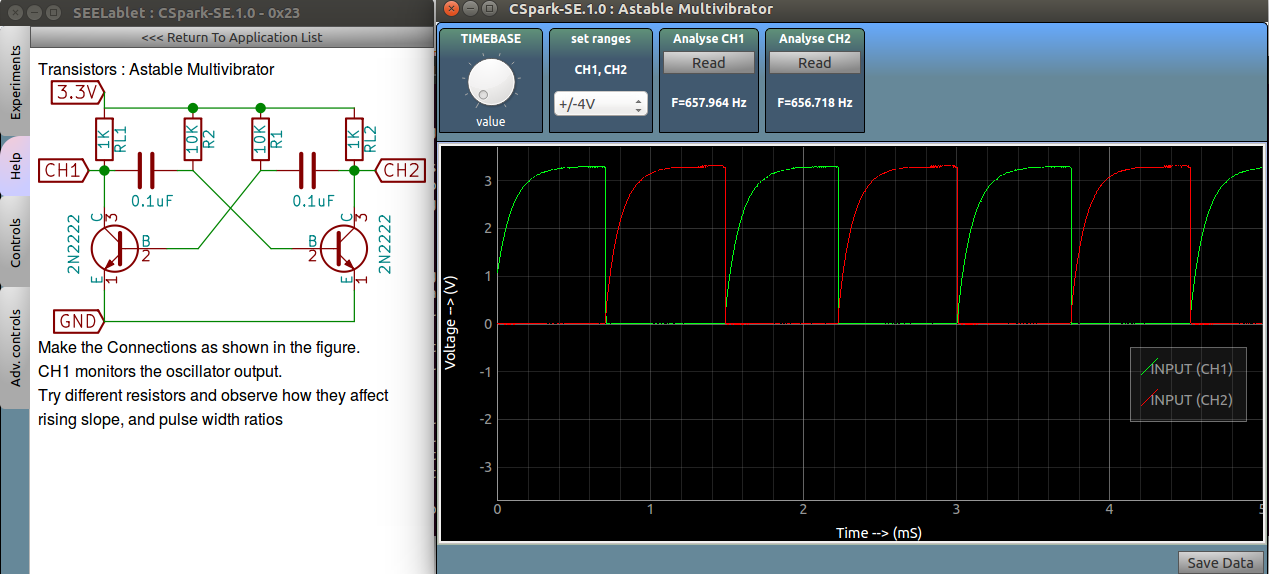 SEELablet : CSpark-SE.1.0 - 0x23
<<< Return To Application List
Experiments
Help
Controls
Adv. controls
Transistors : Astable Multivibrator
3.3V
1K
RL1
10K
R2
10K
R1
1K
RL2
CH1
CH2
0.1uF
0.1uF
2N2222
C
3
B
2
E
1
C
3
B
2
E
1
2N2222
GND
Make the Connections as shown in the figure.
CH1 monitors the oscillator output.
Try different resistors and observe how they affect
rising slope, and pulse width ratios
CSpark-SE.1.0 : Astable Multivibrator
TIMEBASE
value
set ranges
CH1, CH2
+/-4V
Analyse CH1
Read
F=657.964 Hz
Analyse CH2
Read
F=656.718 Hz
Voltage --> (V)
3
2
1
0
-1
-2
-3
INPUT (CH1)
INPUT (CH2)
0 1 2 3 4 5
Time --> (mS)
Save Data